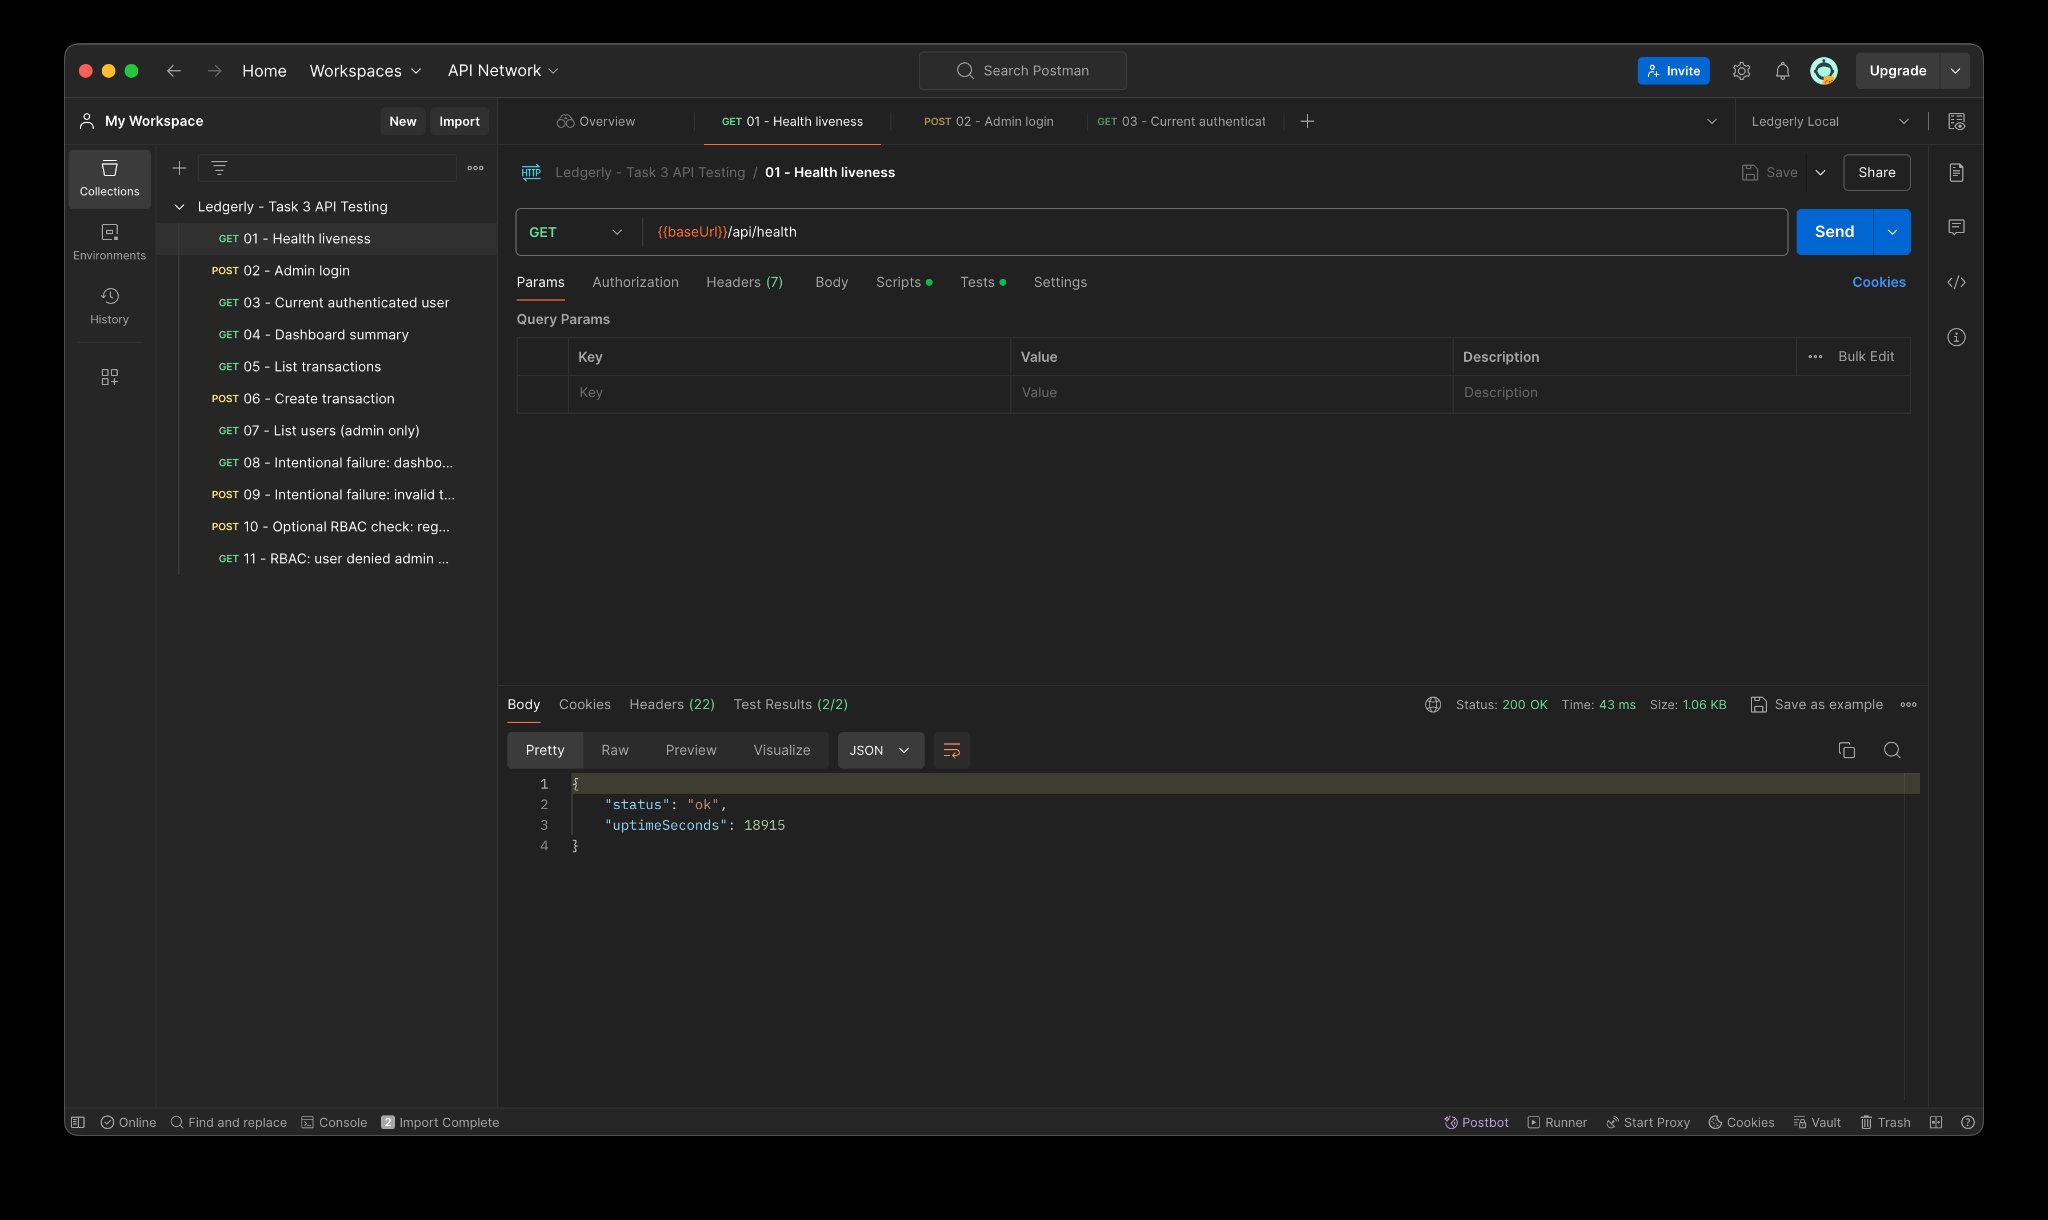 Home Workspaces API Network Search Postman Invite Upgrade
My Workspace New Import Overview GET 01 - Health liveness POST 02 - Admin login GET 03 - Current authenticat Ledgerly Local
Collections
Environments
History
Ledgerly - Task 3 API Testing
GET 01 - Health liveness
POST 02 - Admin login
GET 03 - Current authenticated user
GET 04 - Dashboard summary
GET 05 - List transactions
POST 06 - Create transaction
GET 07 - List users (admin only)
GET 08 - Intentional failure: dashbo...
POST 09 - Intentional failure: invalid t...
POST 10 - Optional RBAC check: reg...
GET 11 - RBAC: user denied admin ...
HTTP Ledgerly - Task 3 API Testing / 01 - Health liveness Save Share
GET {{baseUrl}}/api/health Send
Params Authorization Headers (7) Body Scripts Tests Settings Cookies
Query Params
Key Value Description Bulk Edit
Key Value Description
Body Cookies Headers (22) Test Results (2/2) Status: 200 OK Time: 43 ms Size: 1.06 KB Save as example
Pretty Raw Preview Visualize JSON
1 {
2 "status": "ok",
3 "uptimeSeconds": 18915
4 }
Online Find and replace Console 2 Import Complete Postbot Runner Start Proxy Cookies Vault Trash